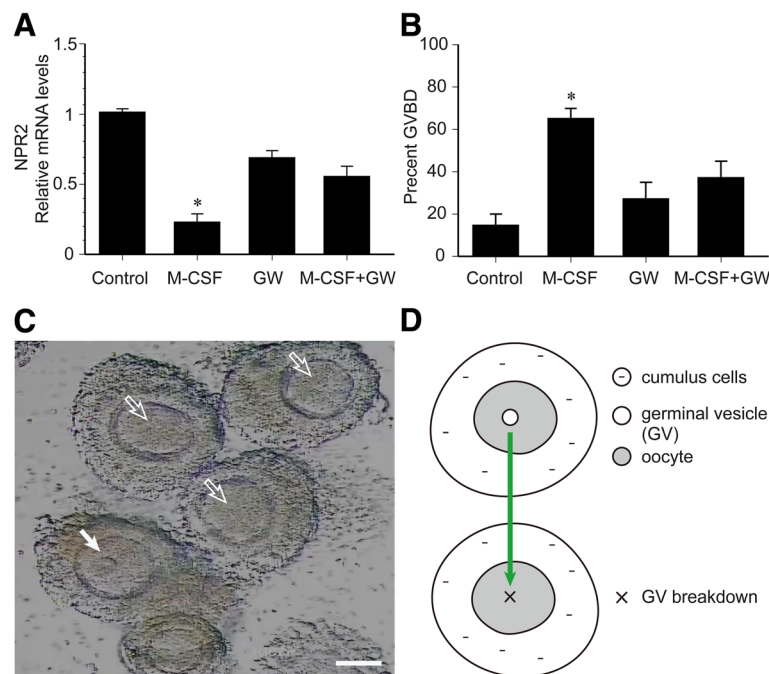 A
NPR2
Relative mRNA levels
1.5
1
0.5
0
*
Control M-CSF GW M-CSF+GW
B
Precent GVBD
100
80
60
40
20
0
*
Control M-CSF GW M-CSF+GW
C
D
cumulus cells
germinal vesicle
(GV)
oocyte
GV breakdown